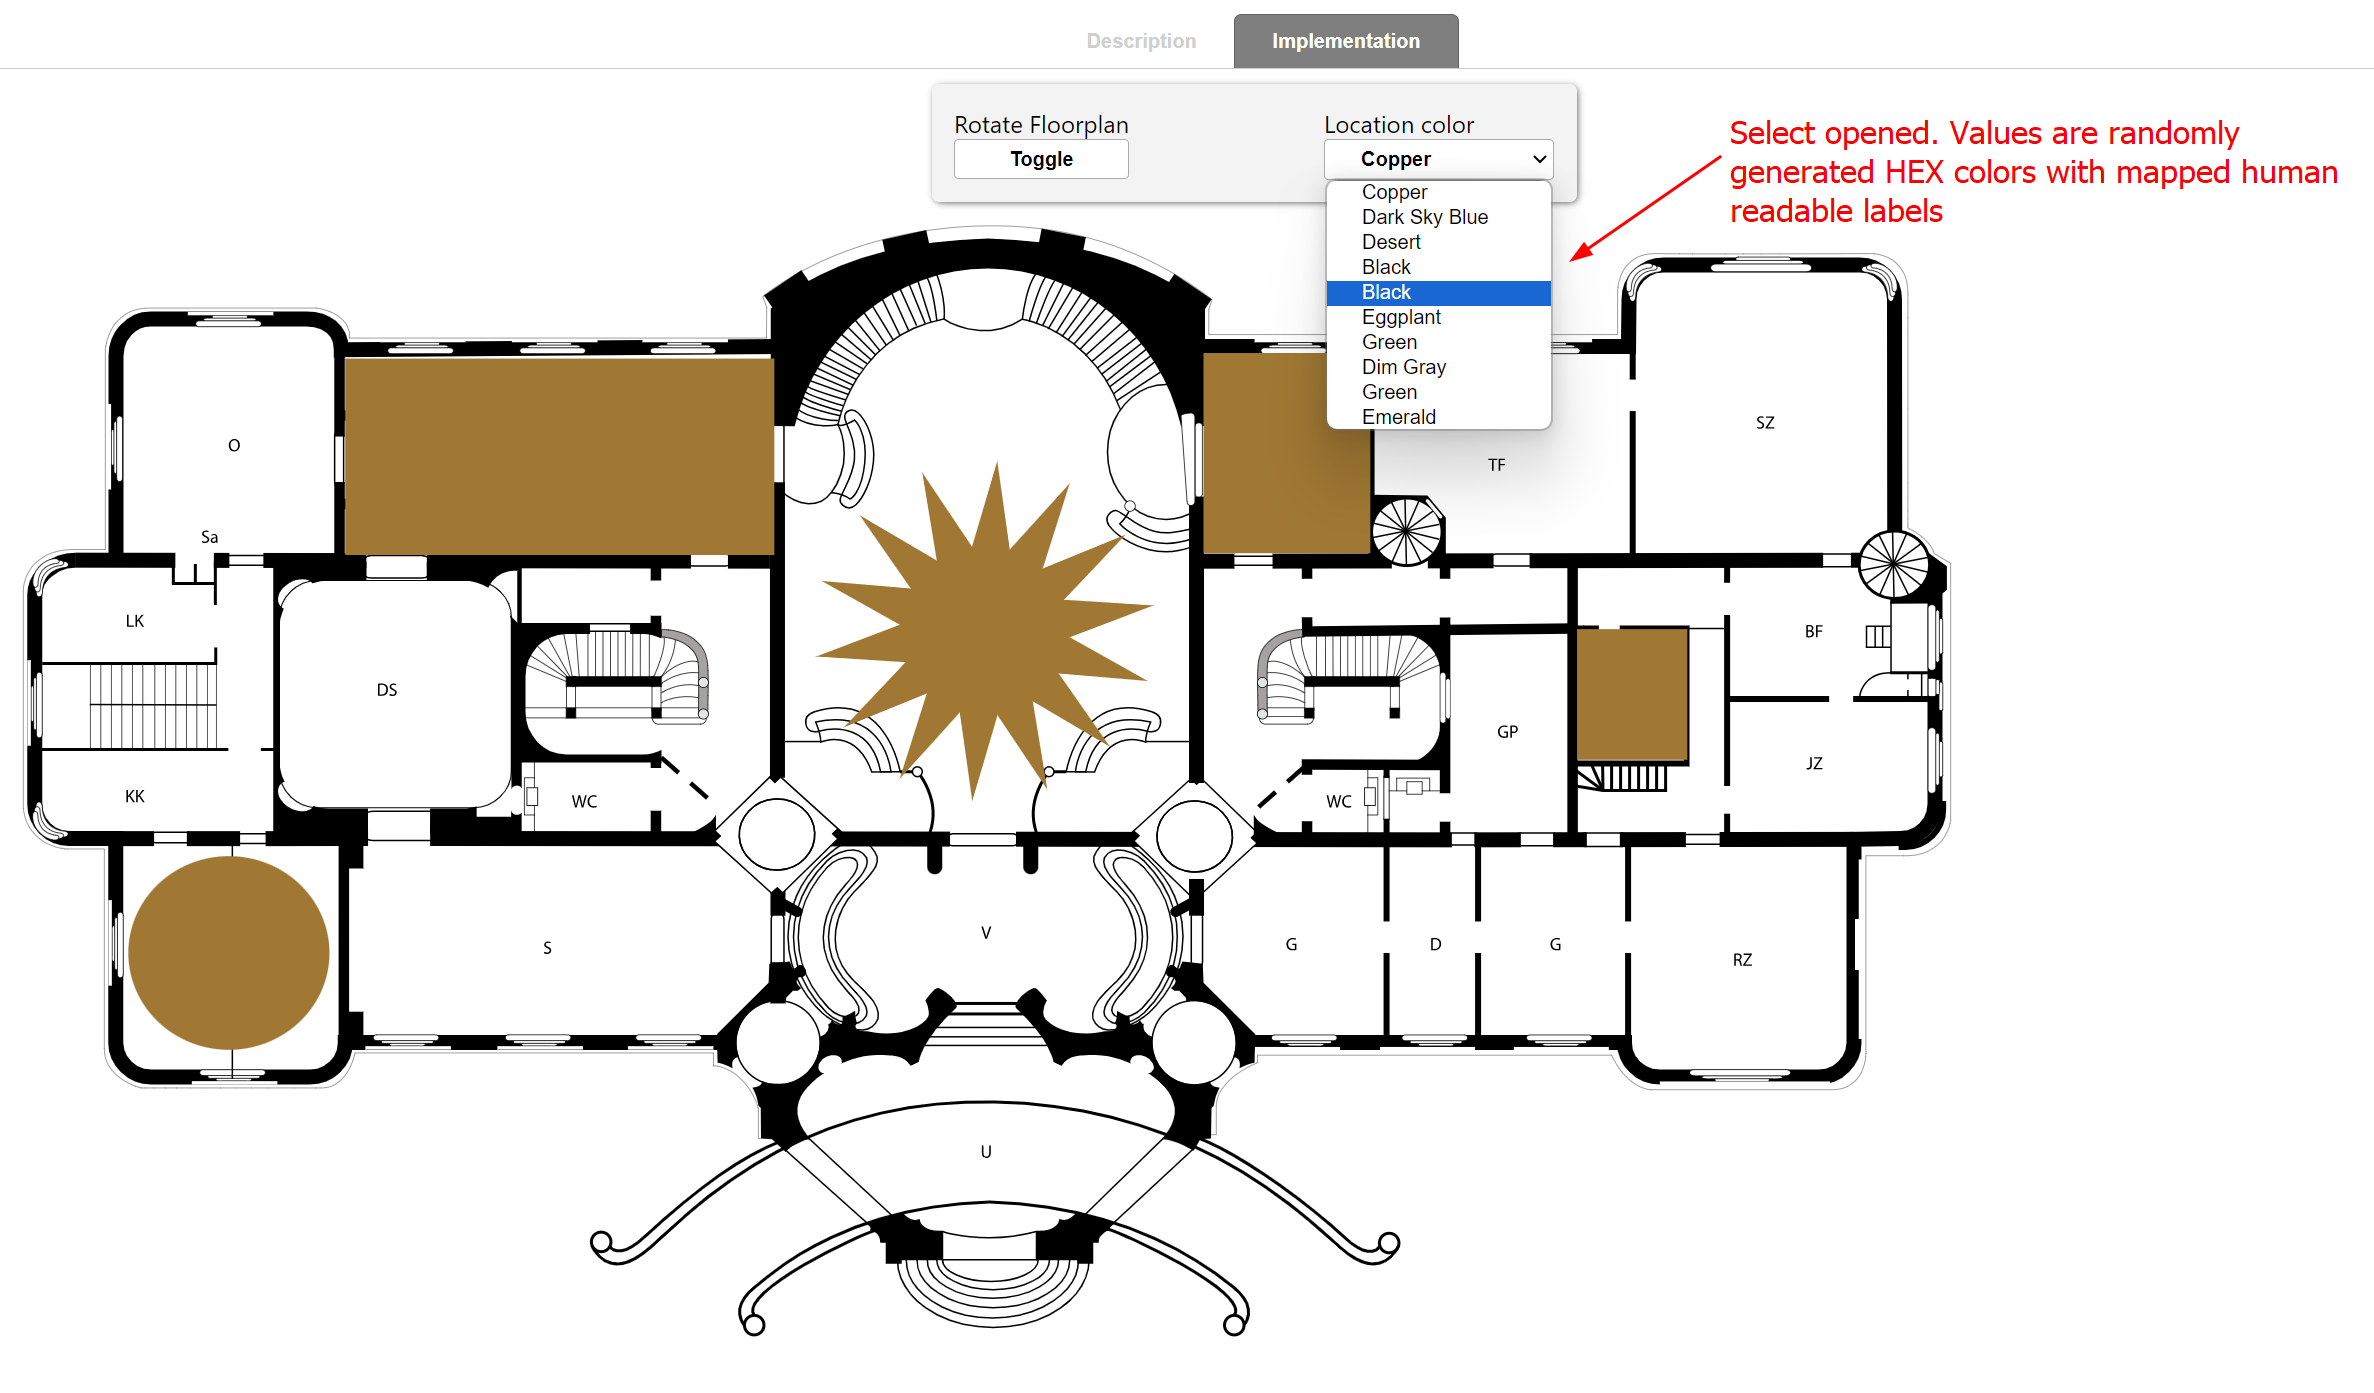 Description
Implementation
Rotate Floorplan
Toggle
Location color
Copper
Copper
Dark Sky Blue
Desert
Black
Black
Eggplant
Green
Dim Gray
Green
Emerald
Select opened. Values are randomly
generated HEX colors with mapped human
readable labels
O
Sa
TF
SZ
LK
DS
KK
WC
GP
WC
BF
JZ
S
V
G
D
G
RZ
U